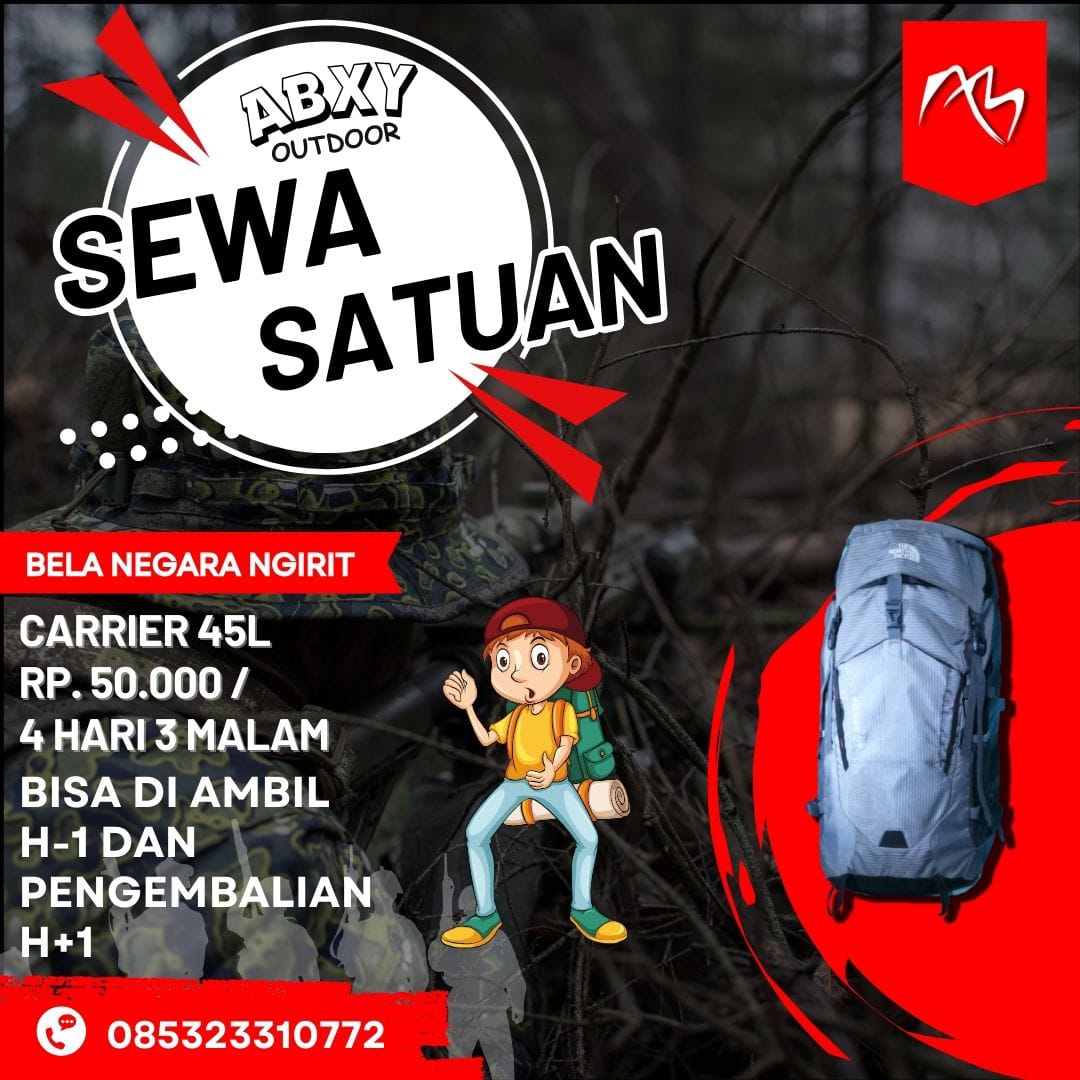 ABXY
OUTDOOR
SEWA
SATUAN
BELA NEGARA NGIRIT
CARRIER 45L
RP. 50.000 /
4 HARI 3 MALAM
BISA DI AMBIL
H-1 DAN
PENGEMBALIAN
H+1
085323310772